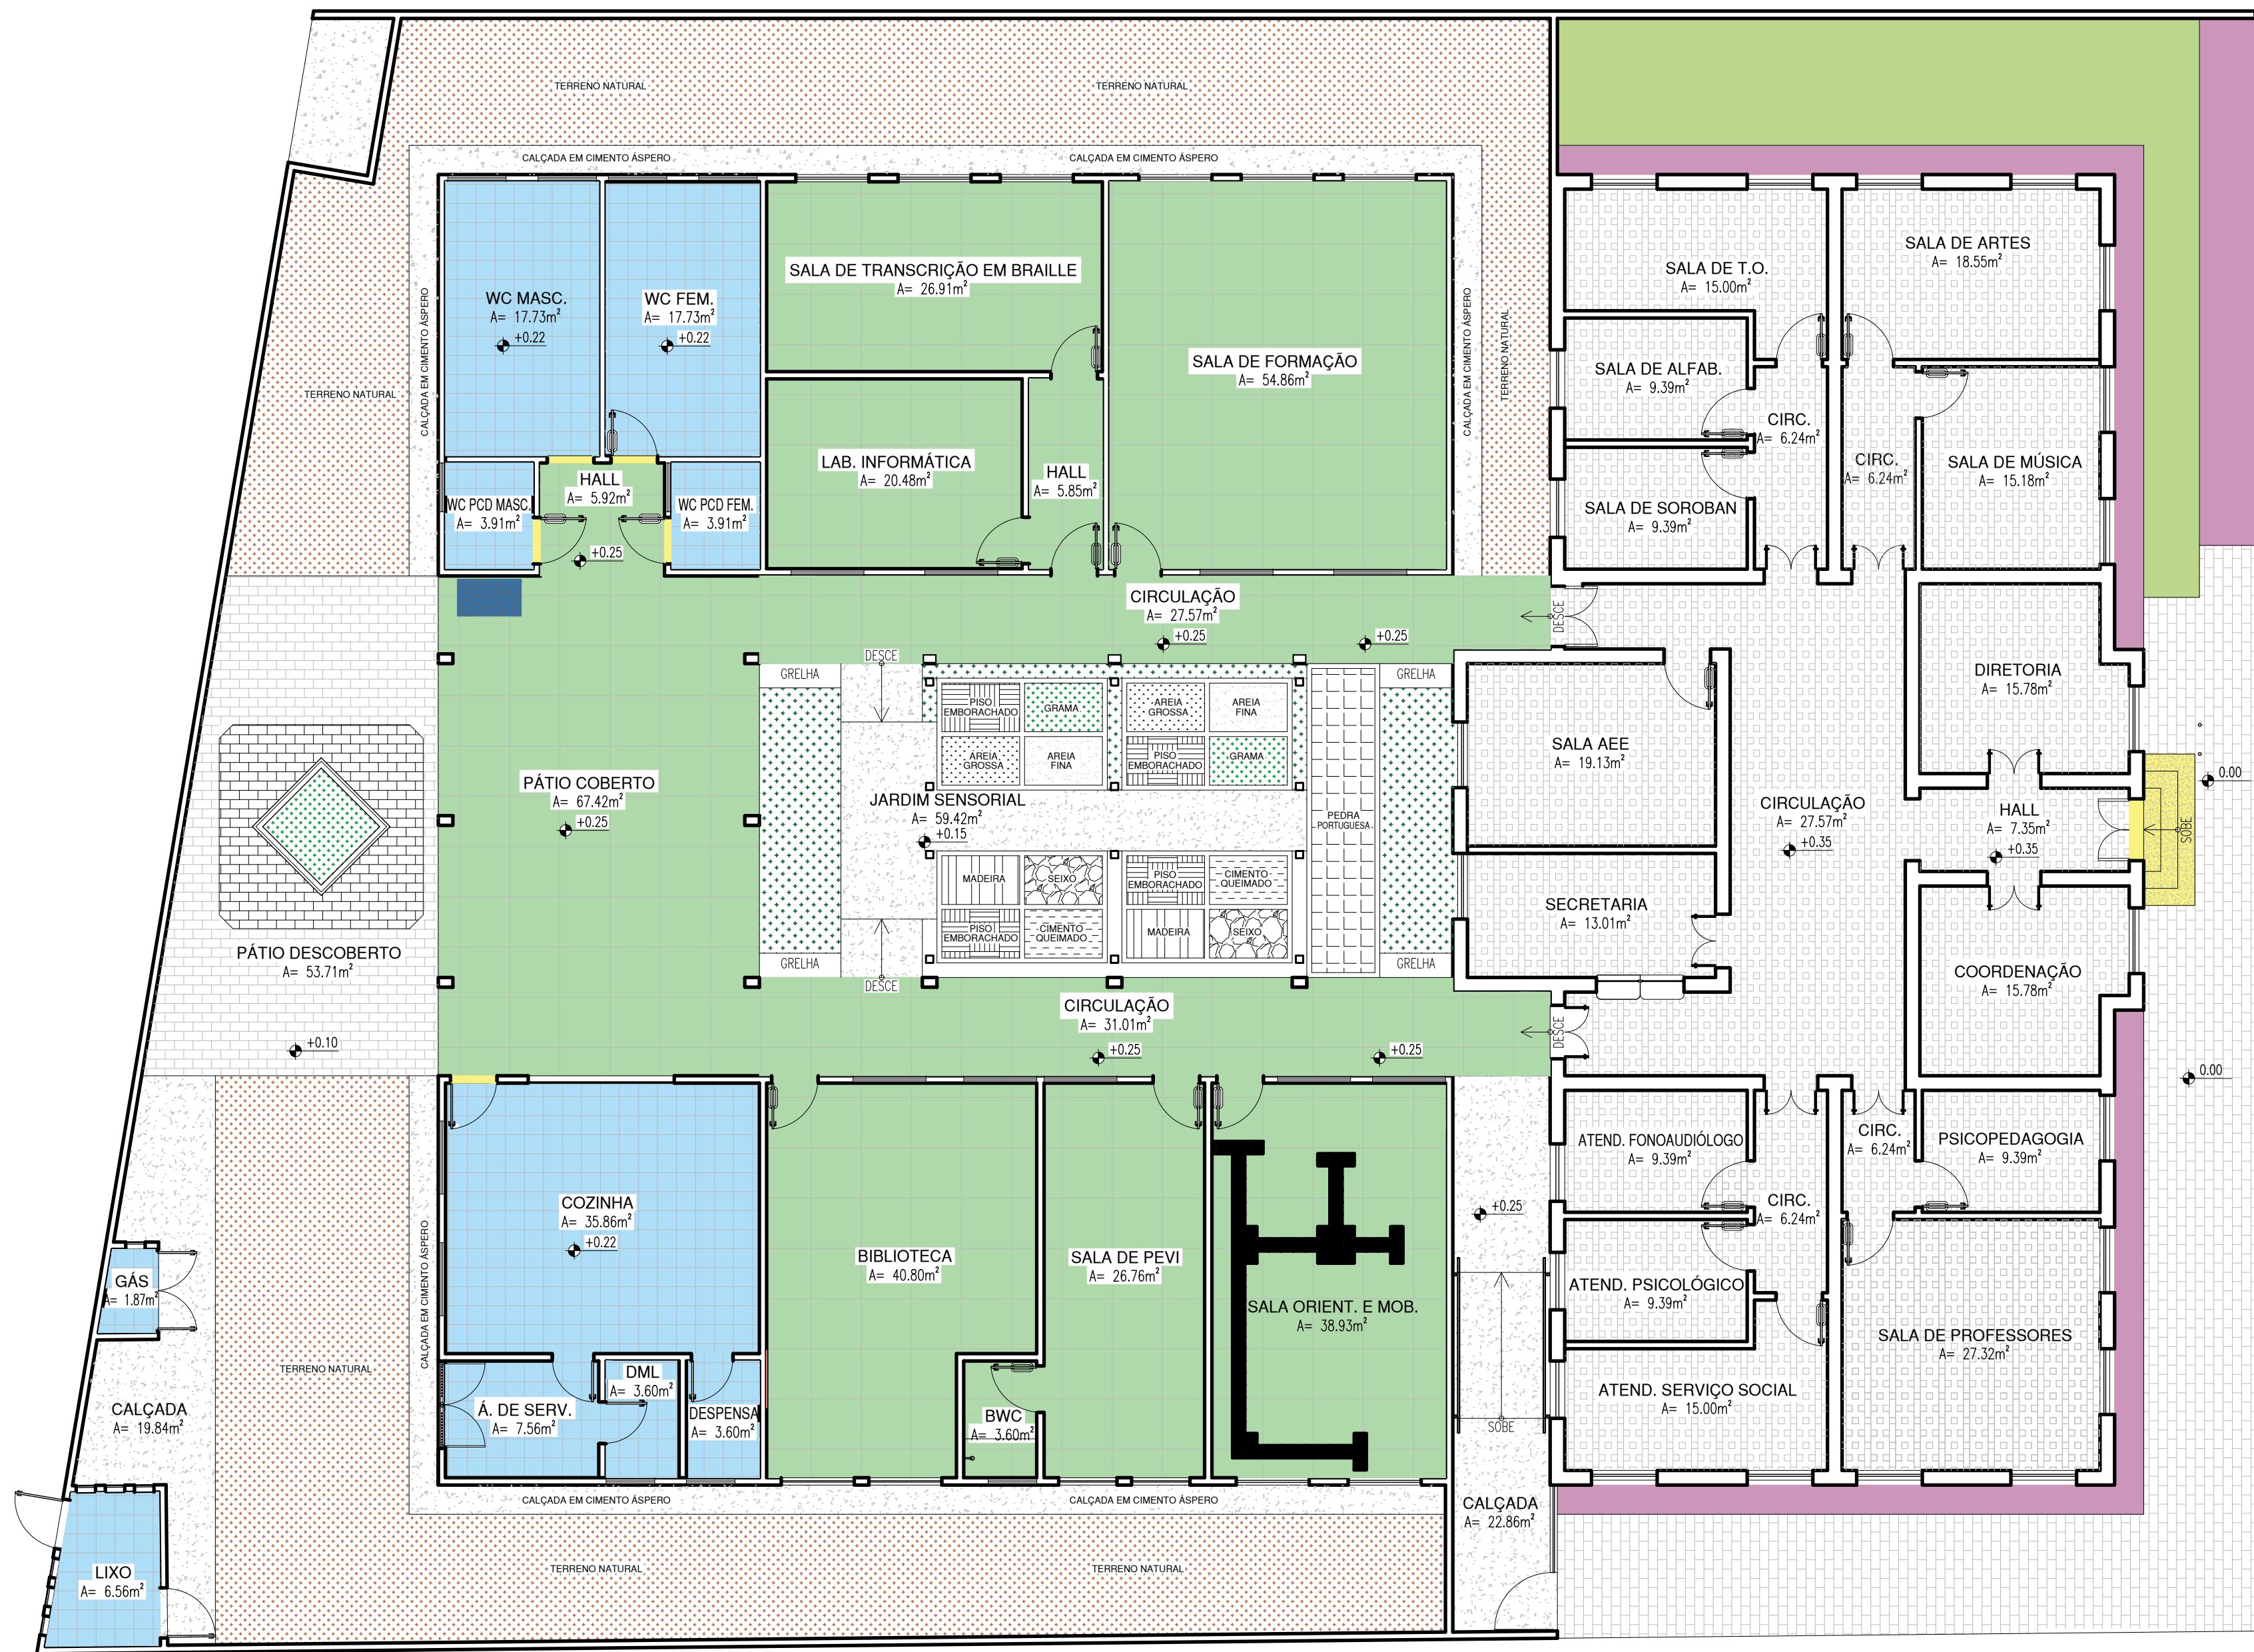 TERRENO NATURAL
TERRENO NATURAL
CALÇADA EM CIMENTO ÁSPERO
CALÇADA EM CIMENTO ÁSPERO
CALÇADA EM CIMENTO ÁSPERO
TERRENO NATURAL
WC MASC.
A= 17.73m²
+0.22
WC FEM.
A= 17.73m²
+0.22
SALA DE TRANSCRIÇÃO EM BRAILLE
A= 26.91m²
SALA DE FORMAÇÃO
A= 54.86m²
CALÇADA EM CIMENTO ÁSPERO
TERRENO NATURAL
SALA DE T.O.
A= 15.00m²
SALA DE ARTES
A= 18.55m²
SALA DE ALFAB.
A= 9.39m²
CIRC.
A= 6.24m²
CIRC.
A= 6.24m²
SALA DE MÚSICA
A= 15.18m²
SALA DE SOROBAN
A= 9.39m²
LAB. INFORMÁTICA
A= 20.48m²
HALL
A= 5.85m²
HALL
A= 5.92m²
+0.25
WC PCD MASC.
A= 3.91m²
WC PCD FEM.
A= 3.91m²
CIRCULAÇÃO
A= 27.57m²
+0.25
+0.25
DESCE
DESCE
GRELHA
GRELHA
PISO
EMBORACHADO
GRAMA
AREIA
GROSSA
AREIA
FINA
AREIA
GROSSA
AREIA
FINA
PISO
EMBORACHADO
GRAMA
PÁTIO COBERTO
A= 67.42m²
+0.25
JARDIM SENSORIAL
A= 59.42m²
+0.15
PEDRA
PORTUGUESA
SALA AEE
A= 19.13m²
DIRETORIA
A= 15.78m²
0.00
CIRCULAÇÃO
A= 27.57m²
+0.35
HALL
A= 7.35m²
+0.35
SOBE
MADEIRA
SEIXO
PISO
EMBORACHADO
CIMENTO
QUEIMADO
PISO
EMBORACHADO
CIMENTO
QUEIMADO
MADEIRA
SEIXO
SECRETARIA
A= 13.01m²
COORDENAÇÃO
A= 15.78m²
PÁTIO DESCOBERTO
A= 53.71m²
+0.10
GRELHA
DESCE
GRELHA
CIRCULAÇÃO
A= 31.01m²
+0.25
+0.25
DESCE
0.00
ATEND. FONOAUDIÓLOGO
A= 9.39m²
CIRC.
A= 6.24m²
PSICOPEDAGOGIA
A= 9.39m²
CIRC.
A= 6.24m²
COZINHA
A= 35.86m²
+0.22
BIBLIOTECA
A= 40.80m²
SALA DE PEVI
A= 26.76m²
SALA ORIENT. E MOB.
A= 38.93m²
+0.25
ATEND. PSICOLÓGICO
A= 9.39m²
SALA DE PROFESSORES
A= 27.32m²
GÁS
A= 1.87m²
CALÇADA EM CIMENTO ÁSPERO
TERRENO NATURAL
CALÇADA
A= 19.84m²
Á. DE SERV.
A= 7.56m²
DML
A= 3.60m²
DESPENSA
A= 3.60m²
BWC
A= 3.60m²
SOBE
ATEND. SERVIÇO SOCIAL
A= 15.00m²
CALÇADA EM CIMENTO ÁSPERO
CALÇADA EM CIMENTO ÁSPERO
CALÇADA
A= 22.86m²
LIXO
A= 6.56m²
TERRENO NATURAL
TERRENO NATURAL